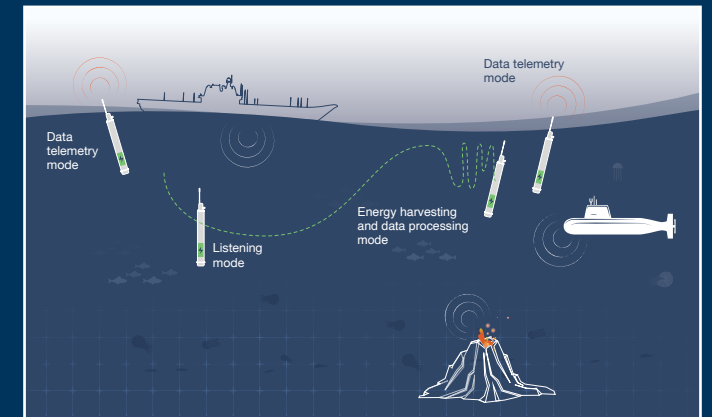 Data telemetry
mode
Data
telemetry
mode
Energy harvesting
and data processing
mode
Listening
mode